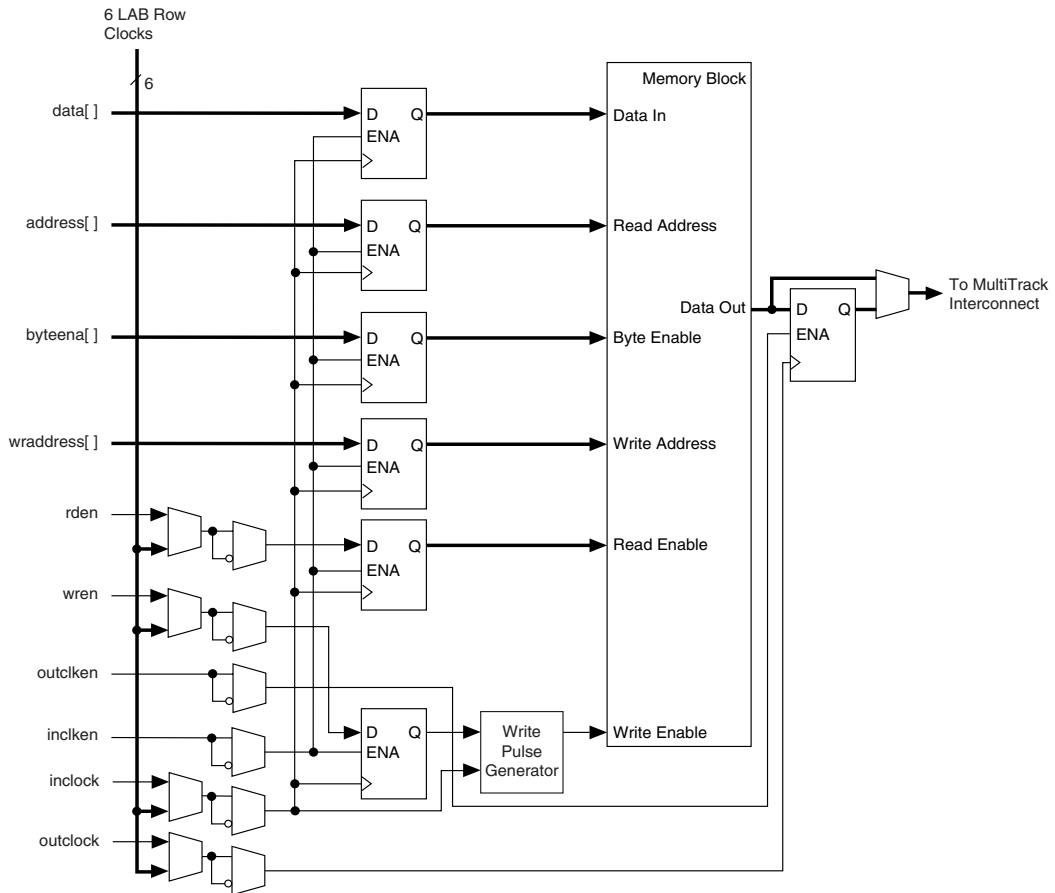 6 LAB Row
Clocks
6
Memory Block
data[ ]
D Q
ENA
Data In
address[ ]
D Q
ENA
Read Address
To MultiTrack
Interconnect
Data Out
D Q
ENA
byteena[ ]
D Q
ENA
Byte Enable
wraddress[ ]
D Q
ENA
Write Address
rden
D Q
ENA
Read Enable
wren
outclken
inclken
D Q
ENA
Write
Pulse
Generator
Write Enable
inclock
outclock